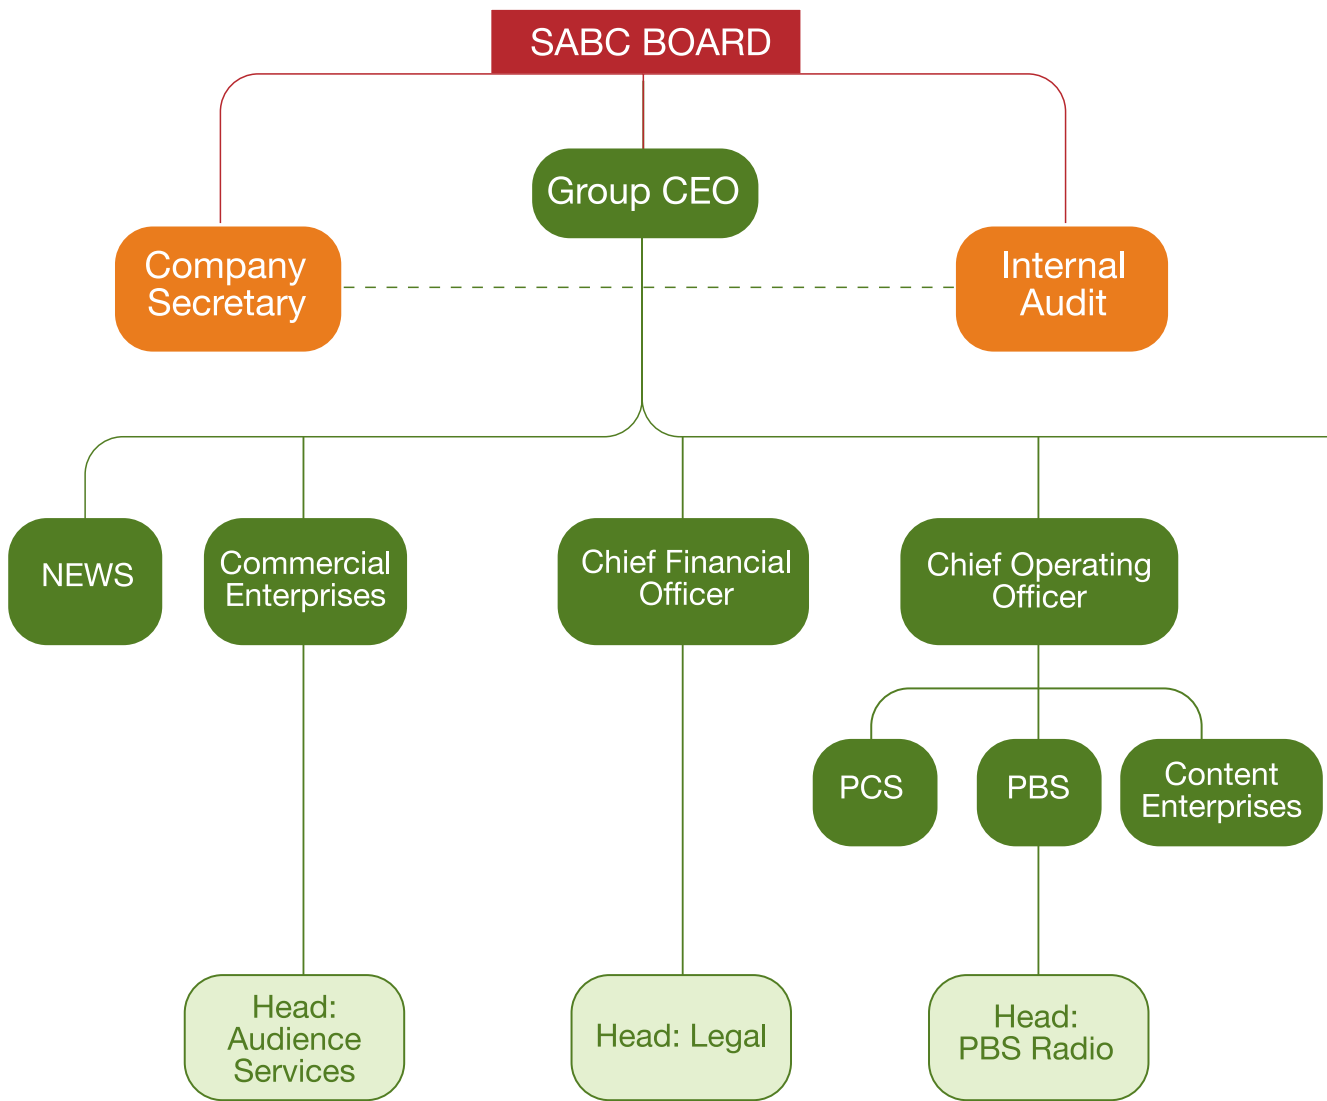 SABC BOARD
Group CEO
Company
Secretary
Internal
Audit
NEWS
Commercial
Enterprises
Chief Financial
Officer
Chief Operating
Officer
PCS
PBS
Content
Enterprises
Head:
Audience
Services
Head: Legal
Head:
PBS Radio